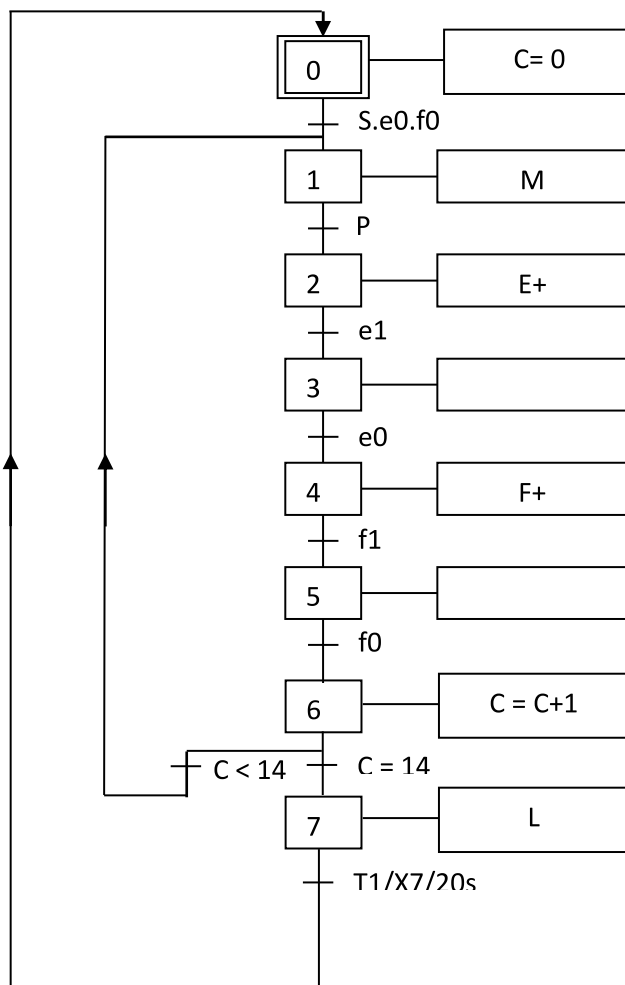 0
C= 0
S.e0.f0
1
M
P
2
E+
e1
3
e0
4
F+
f1
5
f0
6
C = C+1
C < 14
C = 14
7
L
T1/X7/20s